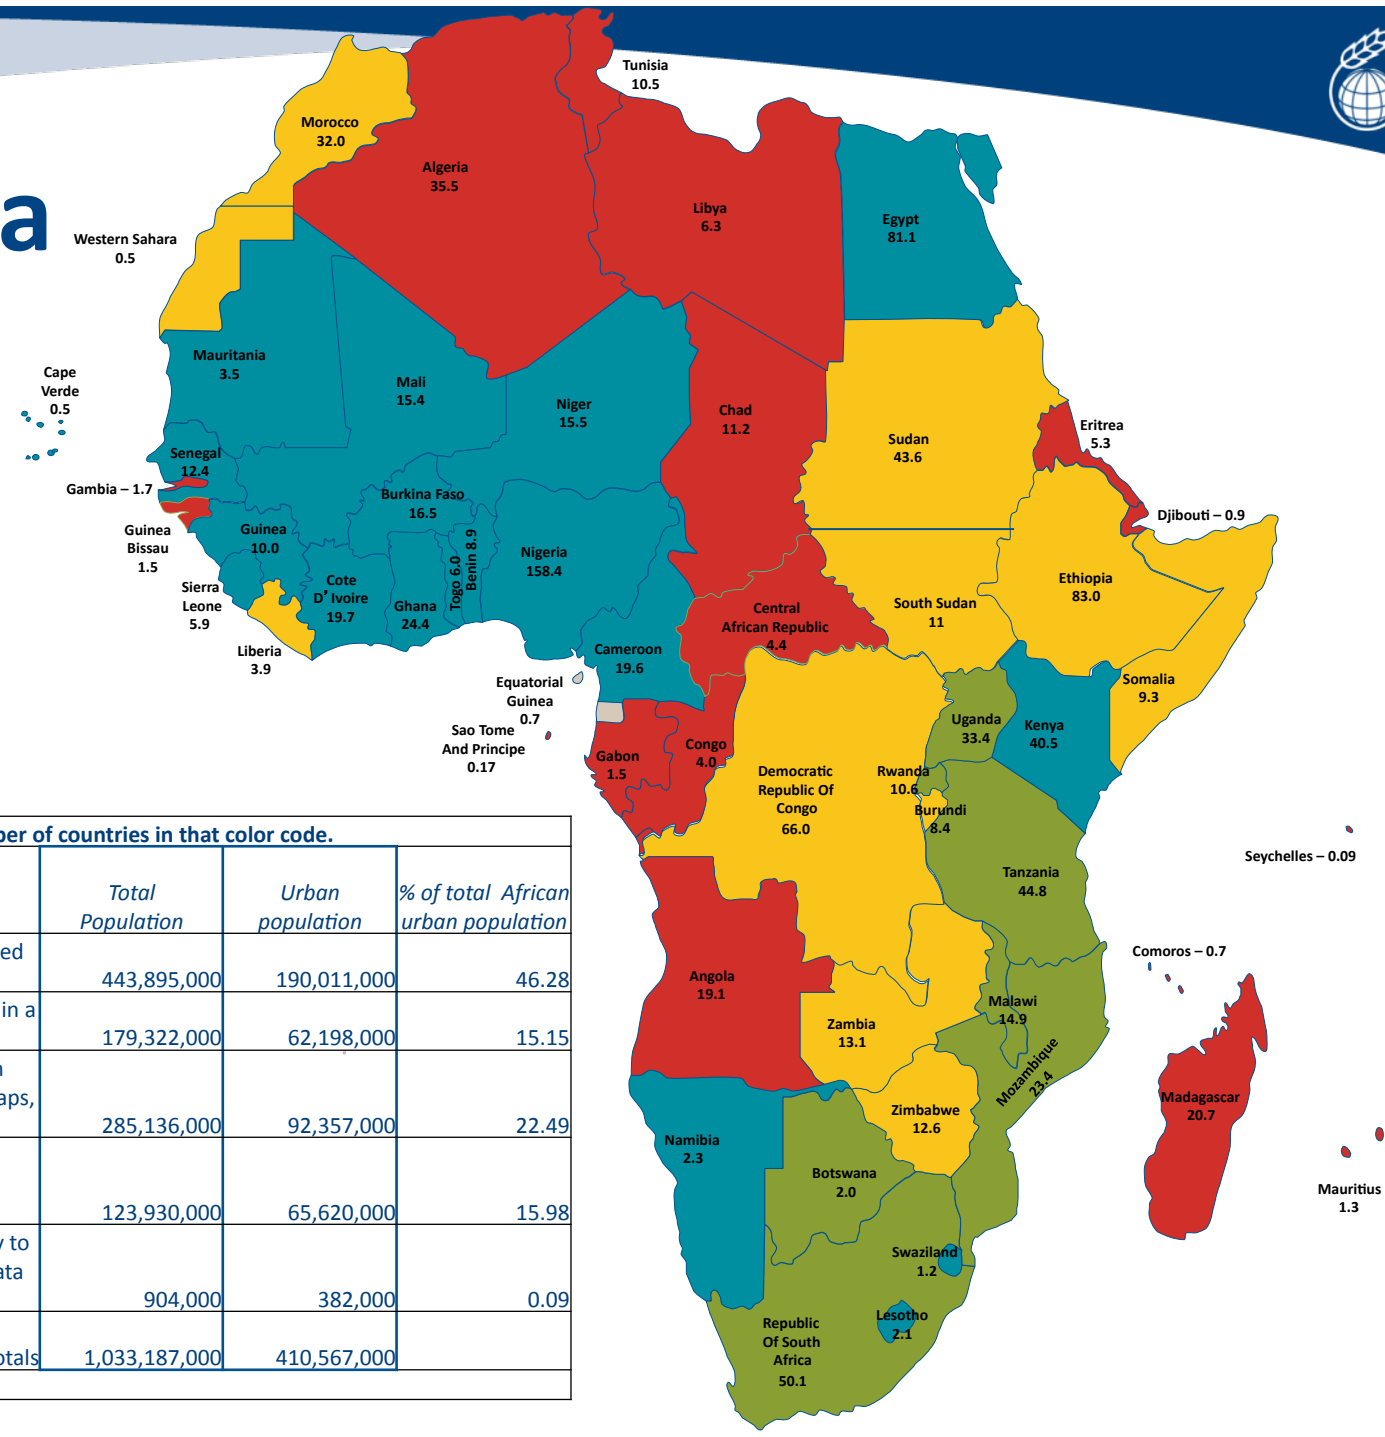 a
Tunisia
10.5
Morocco
32.0
Algeria
35.5
Libya
6.3
Egypt
81.1
Western Sahara
0.5
Mauritania
3.5
Cape
Verde
0.5
Mali
15.4
Niger
15.5
Chad
11.2
Sudan
43.6
Eritrea
5.3
Senegal
12.4
Gambia – 1.7
Burkina Faso
16.5
Djibouti – 0.9
Guinea
Bissau
1.5
Guinea
10.0
Nigeria
158.4
Togo 6.0
Benin 8.9
Sierra
Leone
5.9
Cote
D’ Ivoire
19.7
Ghana
24.4
Ethiopia
83.0
South Sudan
11
Central
African Republic
4.4
Liberia
3.9
Cameroon
19.6
Somalia
9.3
Equatorial
Guinea
0.7
Uganda
33.4
Kenya
40.5
Sao Tome
And Principe
0.17
Gabon
1.5
Congo
4.0
Democratic
Republic Of
Congo
66.0
Rwanda
10.6
Burundi
8.4
Tanzania
44.8
Seychelles – 0.09
Comoros – 0.7
Angola
19.1
Malawi
14.9
Zambia
13.1
Mozambique
23.4
Zimbabwe
12.6
Madagascar
20.7
Namibia
2.3
Botswana
2.0
Mauritius
1.3
Swaziland
1.2
Lesotho
2.1
Republic
Of South
Africa
50.1
ber of countries in that color code.
Total Population Urban population % of total African urban population
ed
443,895,000 190,011,000 46.28
in a
179,322,000 62,198,000 15.15
aps,
285,136,000 92,357,000 22.49
123,930,000 65,620,000 15.98
y to
ata
904,000 382,000 0.09
otals 1,033,187,000 410,567,000